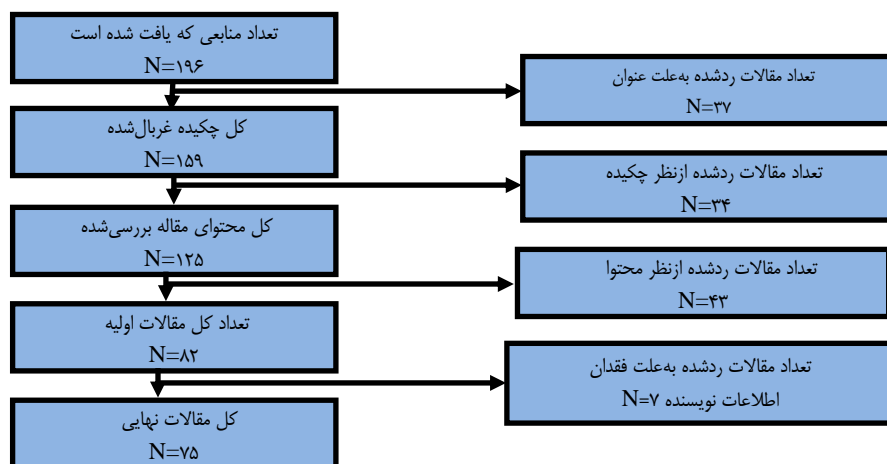 تعداد منابعی که یافت شده است
N=۱۹۶
تعداد مقالات ردشده به‌علت عنوان
N=۳۷
کل چکیده غربال‌شده
N=۱۵۹
تعداد مقالات ردشده ازنظر چکیده
N=۳۴
کل محتوای مقاله بررسی‌شده
N=۱۲۵
تعداد مقالات ردشده ازنظر محتوا
N=۴۳
تعداد کل مقالات اولیه
N=۸۲
تعداد مقالات ردشده به‌علت فقدان
اطلاعات نویسنده N=۷
کل مقالات نهایی
N=۷۵